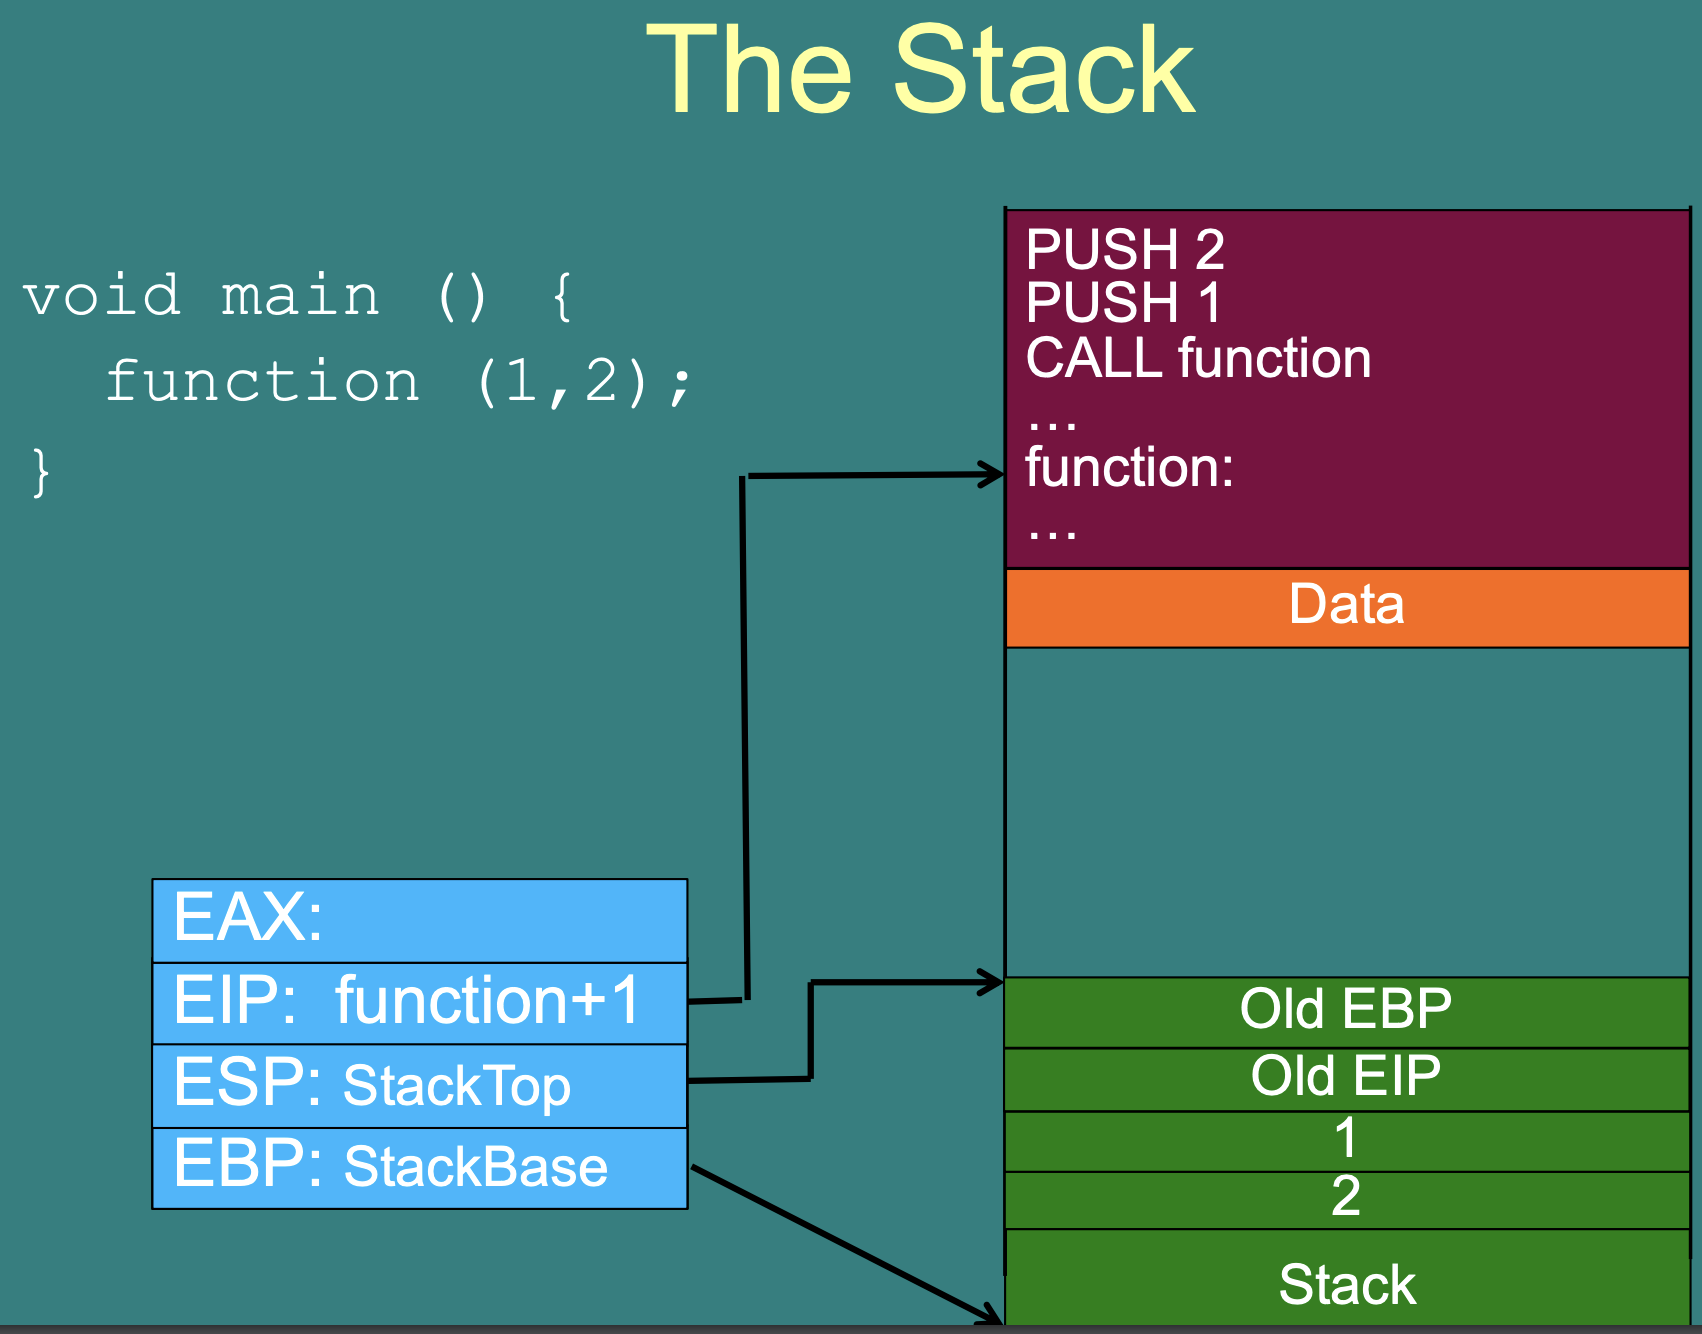 The Stack
void main () {
function (1,2);
}
PUSH 2
PUSH 1
CALL function
…
function:
…
Data
EAX:
EIP: function+1
ESP: StackTop
EBP: StackBase
Old EBP
Old EIP
1
2
Stack